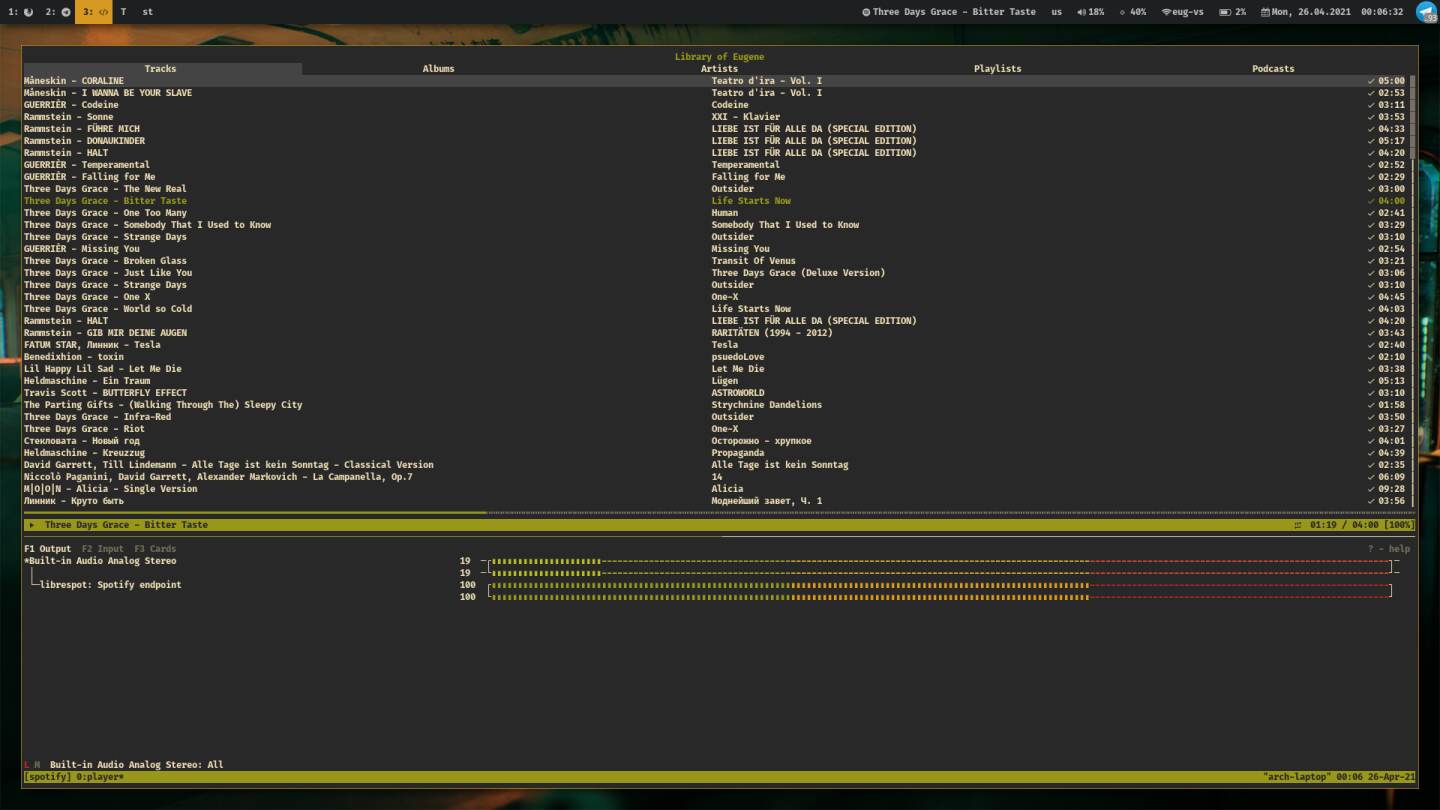 1: 2: 3: </> T st Three Days Grace - Bitter Taste us 18% 40% eug-vs 2% Mon, 26.04.2021 00:06:32 93
Library of Eugene
Tracks Albums Artists Playlists Podcasts
Måneskin - CORALINE Teatro d'ira - Vol. I ✓ 05:00
Måneskin - I WANNA BE YOUR SLAVE Teatro d'ira - Vol. I ✓ 02:53
GUERRIĒR - Codeine Codeine ✓ 03:11
Rammstein - Sonne XXI - Klavier ✓ 03:53
Rammstein - FÜHRE MICH LIEBE IST FÜR ALLE DA (SPECIAL EDITION) ✓ 04:33
Rammstein - DONAUKINDER LIEBE IST FÜR ALLE DA (SPECIAL EDITION) ✓ 05:17
Rammstein - HALT LIEBE IST FÜR ALLE DA (SPECIAL EDITION) ✓ 04:20
GUERRIĒR - Temperamental Temperamental ✓ 02:52
GUERRIĒR - Falling for Me Falling for Me ✓ 02:29
Three Days Grace - The New Real Outsider ✓ 03:00
Three Days Grace - Bitter Taste Life Starts Now ✓ 04:00
Three Days Grace - One Too Many Human ✓ 02:41
Three Days Grace - Somebody That I Used to Know Somebody That I Used to Know ✓ 03:29
Three Days Grace - Strange Days Outsider ✓ 03:10
GUERRIĒR - Missing You Missing You ✓ 02:54
Three Days Grace - Broken Glass Transit Of Venus ✓ 03:21
Three Days Grace - Just Like You Three Days Grace (Deluxe Version) ✓ 03:06
Three Days Grace - Strange Days Outsider ✓ 03:10
Three Days Grace - One X One-X ✓ 04:45
Three Days Grace - World so Cold Life Starts Now ✓ 04:03
Rammstein - HALT LIEBE IST FÜR ALLE DA (SPECIAL EDITION) ✓ 04:20
Rammstein - GIB MIR DEINE AUGEN RARITÄTEN (1994 - 2012) ✓ 03:43
FATUM STAR, Линник - Tesla Tesla ✓ 02:40
Benedixhion - toxin psuedoLove ✓ 02:10
Lil Happy Lil Sad - Let Me Die Let Me Die ✓ 03:38
Heldmaschine - Ein Traum Lügen ✓ 05:13
Travis Scott - BUTTERFLY EFFECT ASTROWORLD ✓ 03:10
The Parting Gifts - (Walking Through The) Sleepy City Strychnine Dandelions ✓ 01:58
Three Days Grace - Infra-Red Outsider ✓ 03:50
Three Days Grace - Riot One-X ✓ 03:27
Стекловата - Новый год Осторожно - хрупкое ✓ 04:01
Heldmaschine - Kreuzzug Propaganda ✓ 04:39
David Garrett, Till Lindemann - Alle Tage ist kein Sonntag - Classical Version Alle Tage ist kein Sonntag ✓ 02:35
Niccolò Paganini, David Garrett, Alexander Markovich - La Campanella, Op.7 14 ✓ 06:09
M|O|O|N - Alicia - Single Version Alicia ✓ 09:28
Линник - Круто быть Моднейший завет, Ч. 1 ✓ 03:56
Three Days Grace - Bitter Taste 01:19 / 04:00 [100%]
F1 Output F2 Input F3 Cards ? - help
*Built-in Audio Analog Stereo 19
19
librespot: Spotify endpoint 100
100
L M Built-in Audio Analog Stereo: All
[spotify] 0:player* "arch-laptop" 00:06 26-Apr-21